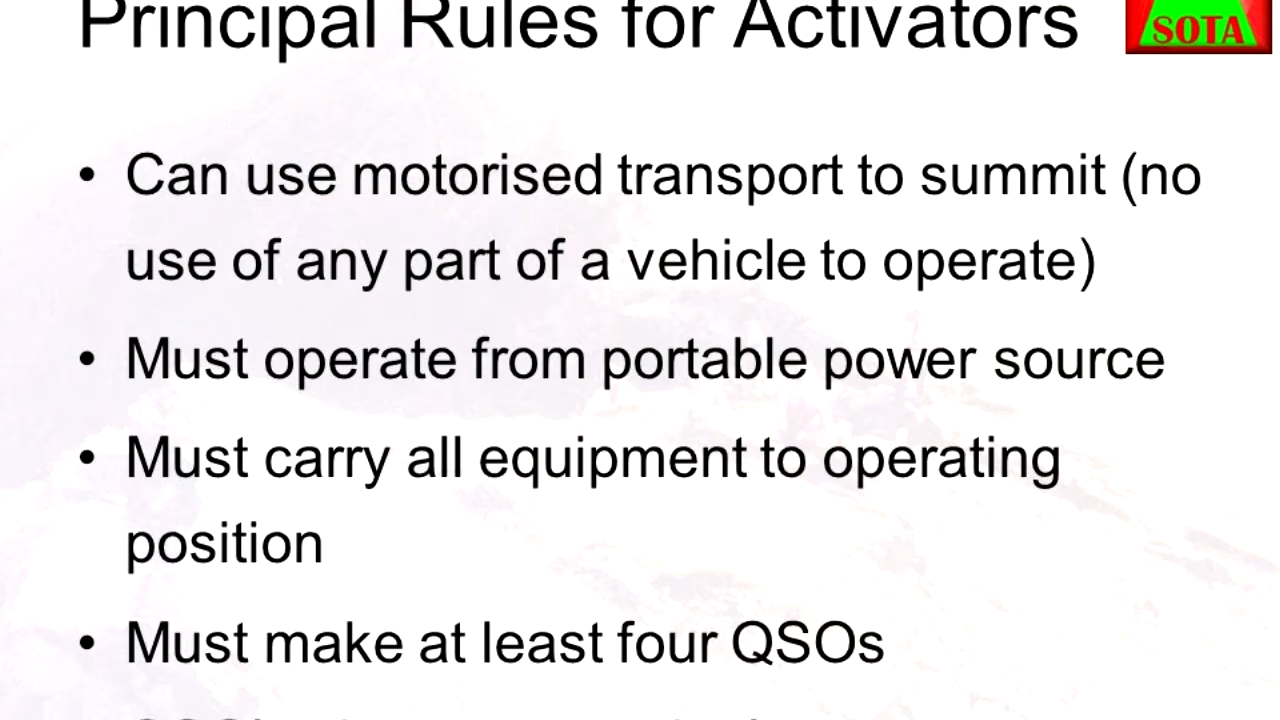 Principal Rules for Activators
SOTA
• Can use motorised transport to summit (no
use of any part of a vehicle to operate)
• Must operate from portable power source
• Must carry all equipment to operating
position
• Must make at least four QSOs